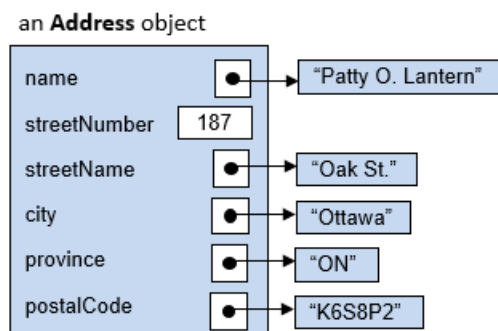 an Address object
name "Patty O. Lantern"
streetNumber 187
streetName "Oak St."
city "Ottawa"
province "ON"
postalCode "K6S8P2"